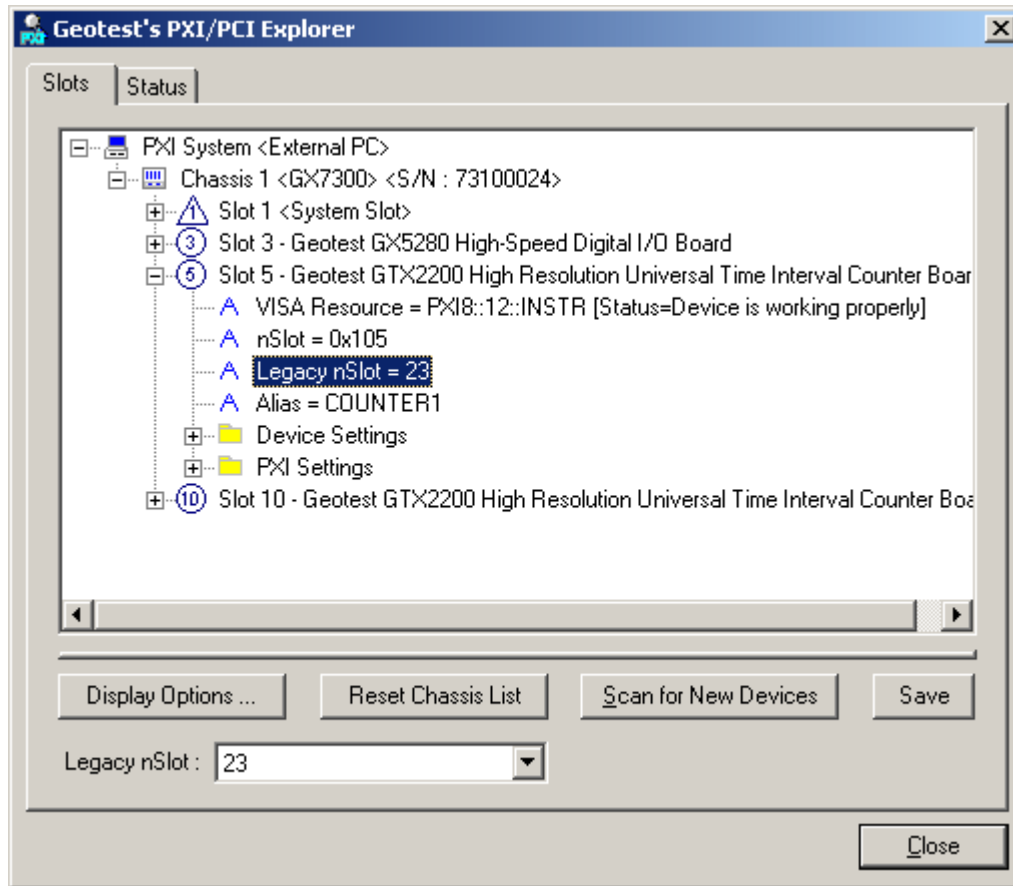 Geotest's PXI/PCI Explorer
Slots
Status
PXI System <External PC>
Chassis 1 <GX7300> <S/N : 73100024>
1 Slot 1 <System Slot>
3 Slot 3 - Geotest GX5280 High-Speed Digital I/O Board
5 Slot 5 - Geotest GTX2200 High Resolution Universal Time Interval Counter Boar
A VISA Resource = PXI8::12::INSTR [Status=Device is working properly]
A nSlot = 0x105
A Legacy nSlot = 23
A Alias = COUNTER1
Device Settings
PXI Settings
10 Slot 10 - Geotest GTX2200 High Resolution Universal Time Interval Counter Boa
Display Options ...
Reset Chassis List
Scan for New Devices
Save
Legacy nSlot : 23
Close